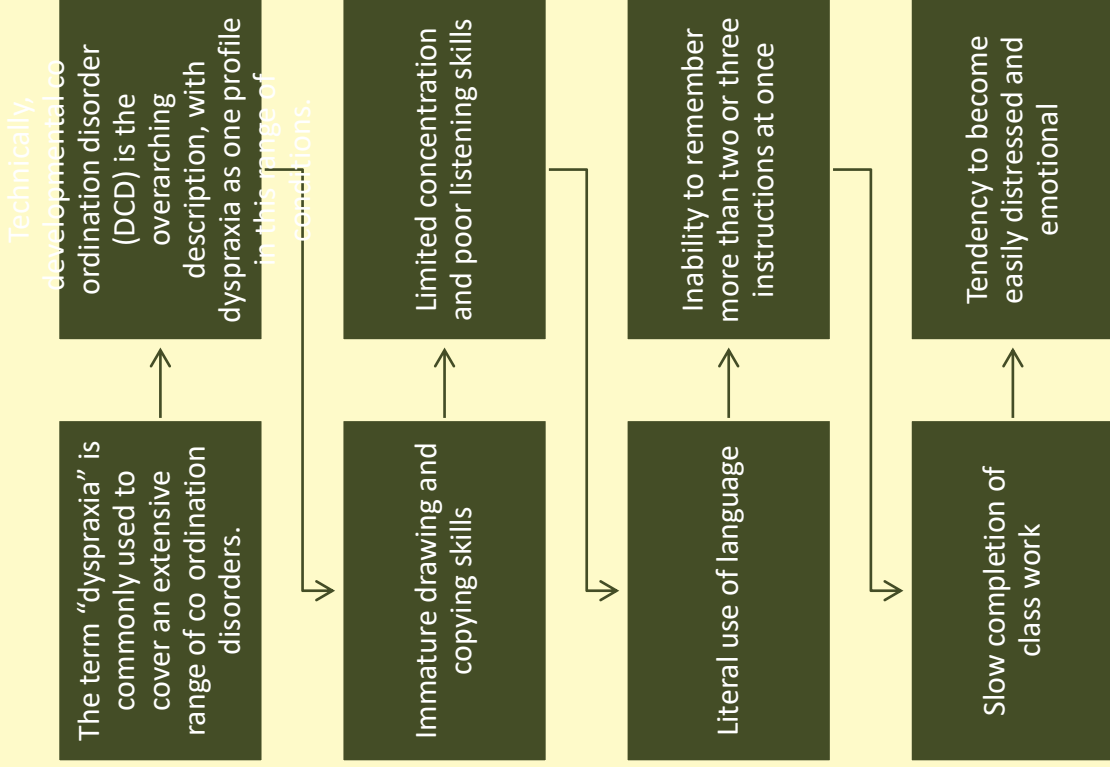 The term “dyspraxia” is
commonly used to
cover an extensive
range of co ordination
disorders.
Technically,
developmental co
ordination disorder
(DCD) is the
overarching
description, with
dyspraxia as one profile
in this range of
conditions.
Immature drawing and
copying skills
Limited concentration
and poor listening skills
Literal use of language
Inability to remember
more than two or three
instructions at once
Slow completion of
class work
Tendency to become
easily distressed and
emotional